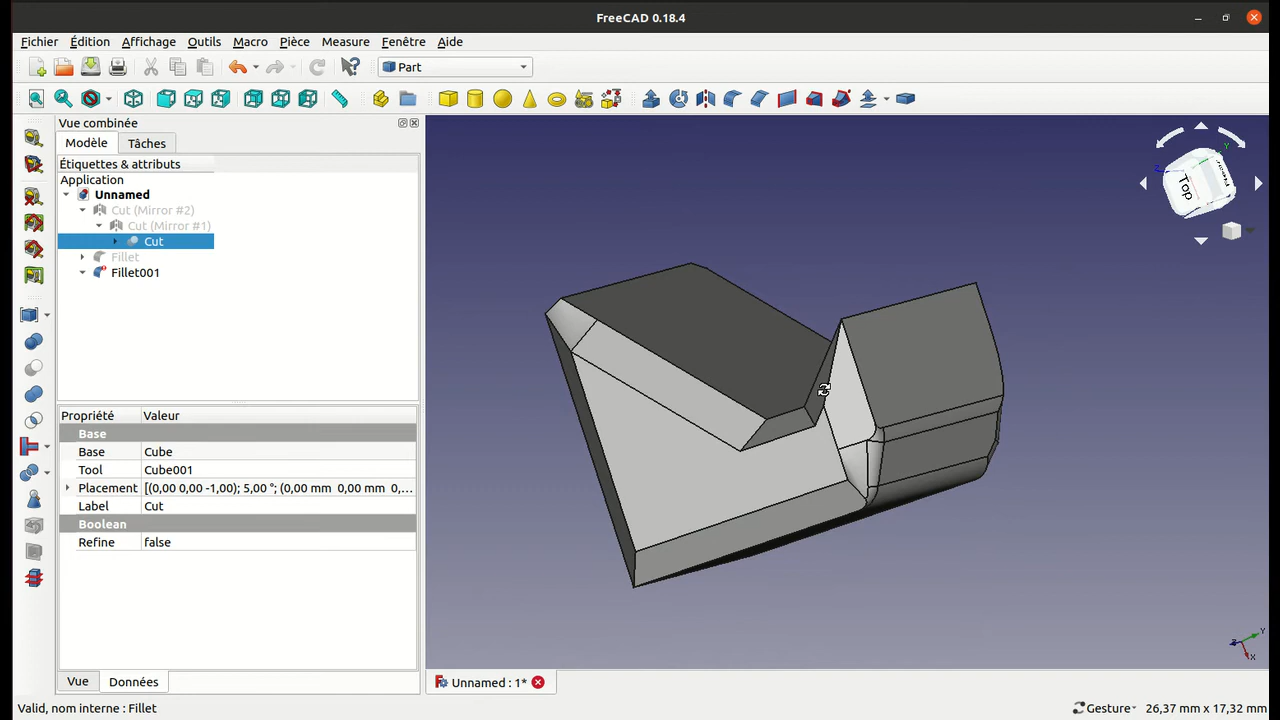 FreeCAD 0.18.4
Fichier Édition Affichage Outils Macro Pièce Measure Fenêtre Aide
Part
Vue combinée
Modèle Tâches
Étiquettes & attributs
Application
Unnamed
Cut (Mirror #2)
Cut (Mirror #1)
Cut
Fillet
Fillet001
Propriété Valeur
Base
Base Cube
Tool Cube001
Placement [(0,00 0,00 -1,00); 5,00 °; (0,00 mm 0,00 mm 0,...
Label Cut
Boolean
Refine false
Vue Données
Top
Y
Z
Y
Z
X
Unnamed : 1*
Valid, nom interne : Fillet
Gesture
26,37 mm x 17,32 mm